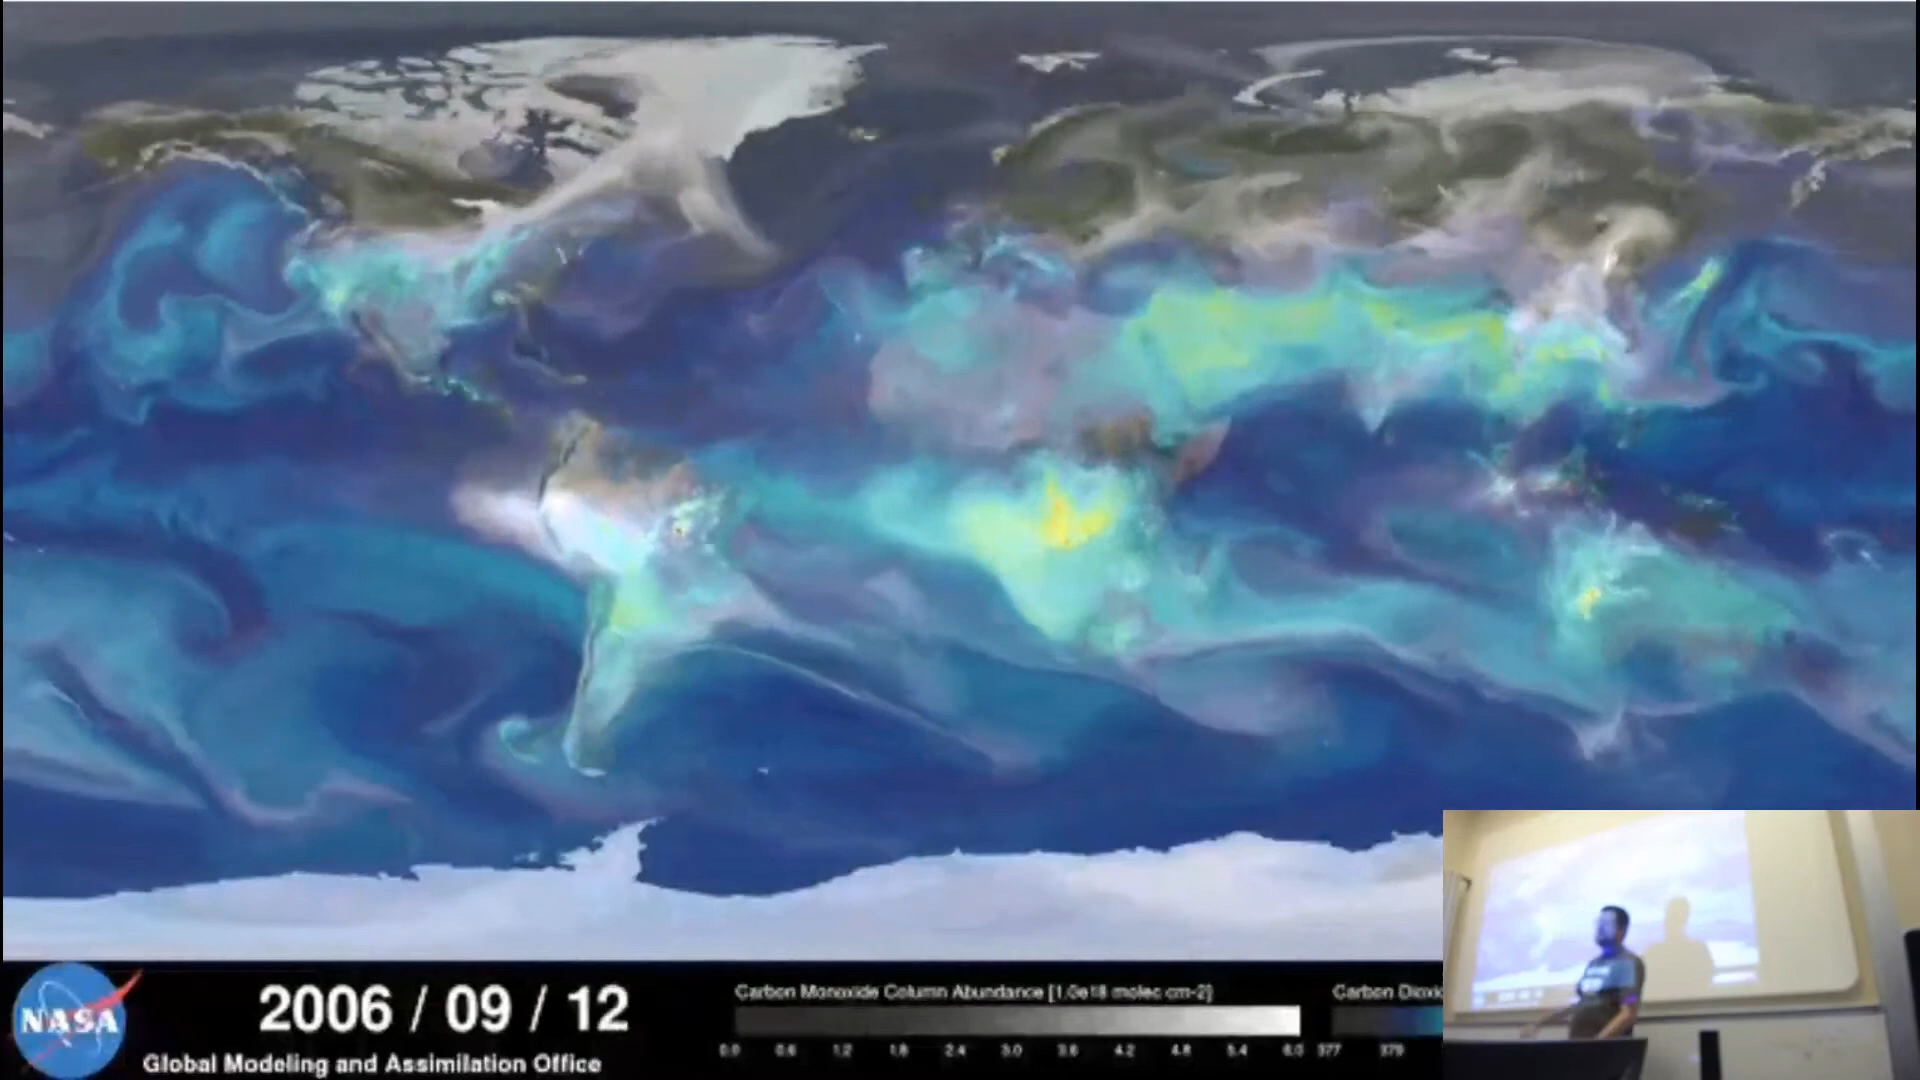 NASA
2006 / 09 / 12
Global Modeling and Assimilation Office
Carbon Monoxide Column Abundance [1.0e18 molec cm-2]
0.0 0.6 1.2 1.8 2.4 3.0 3.6 4.2 4.8 5.4 6.0
Carbon Dioxi
377 379